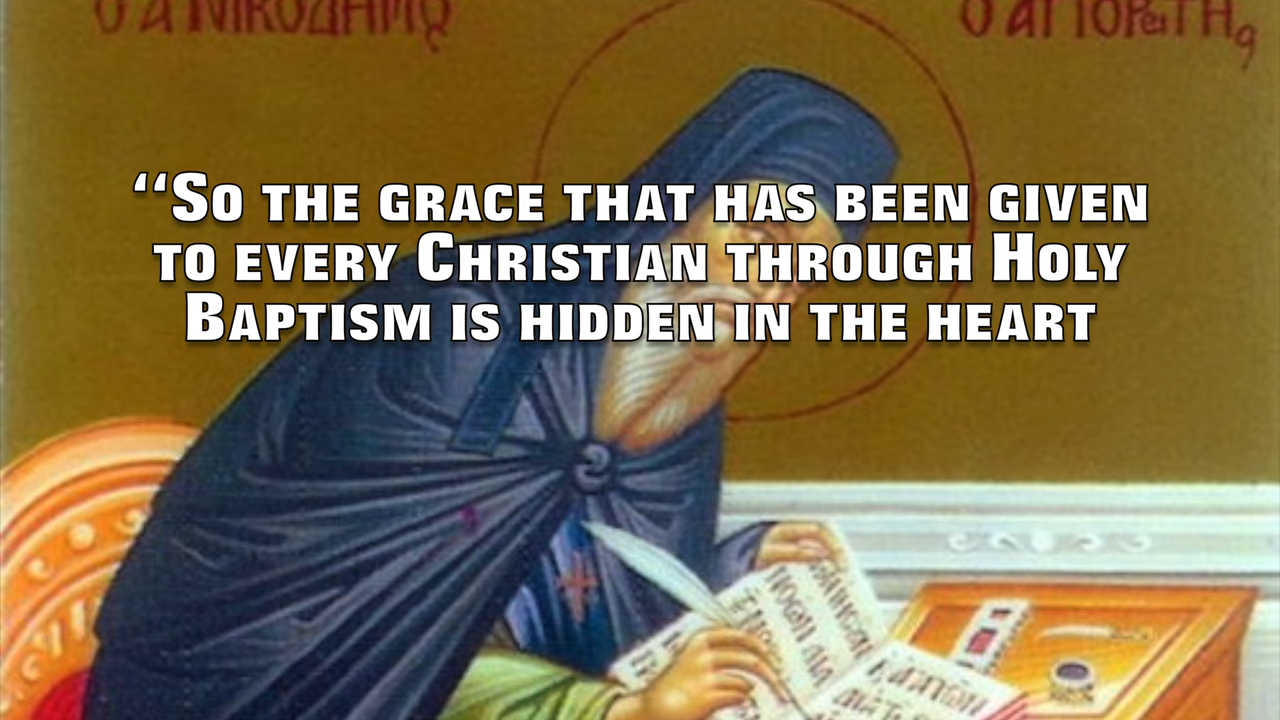 Ο Α ΝΙΚΟΔΗΜΟ Ο ΑΓΙΟΡΕΙΤΗς
“So the grace that has been given
to every Christian through Holy
Baptism is hidden in the heart